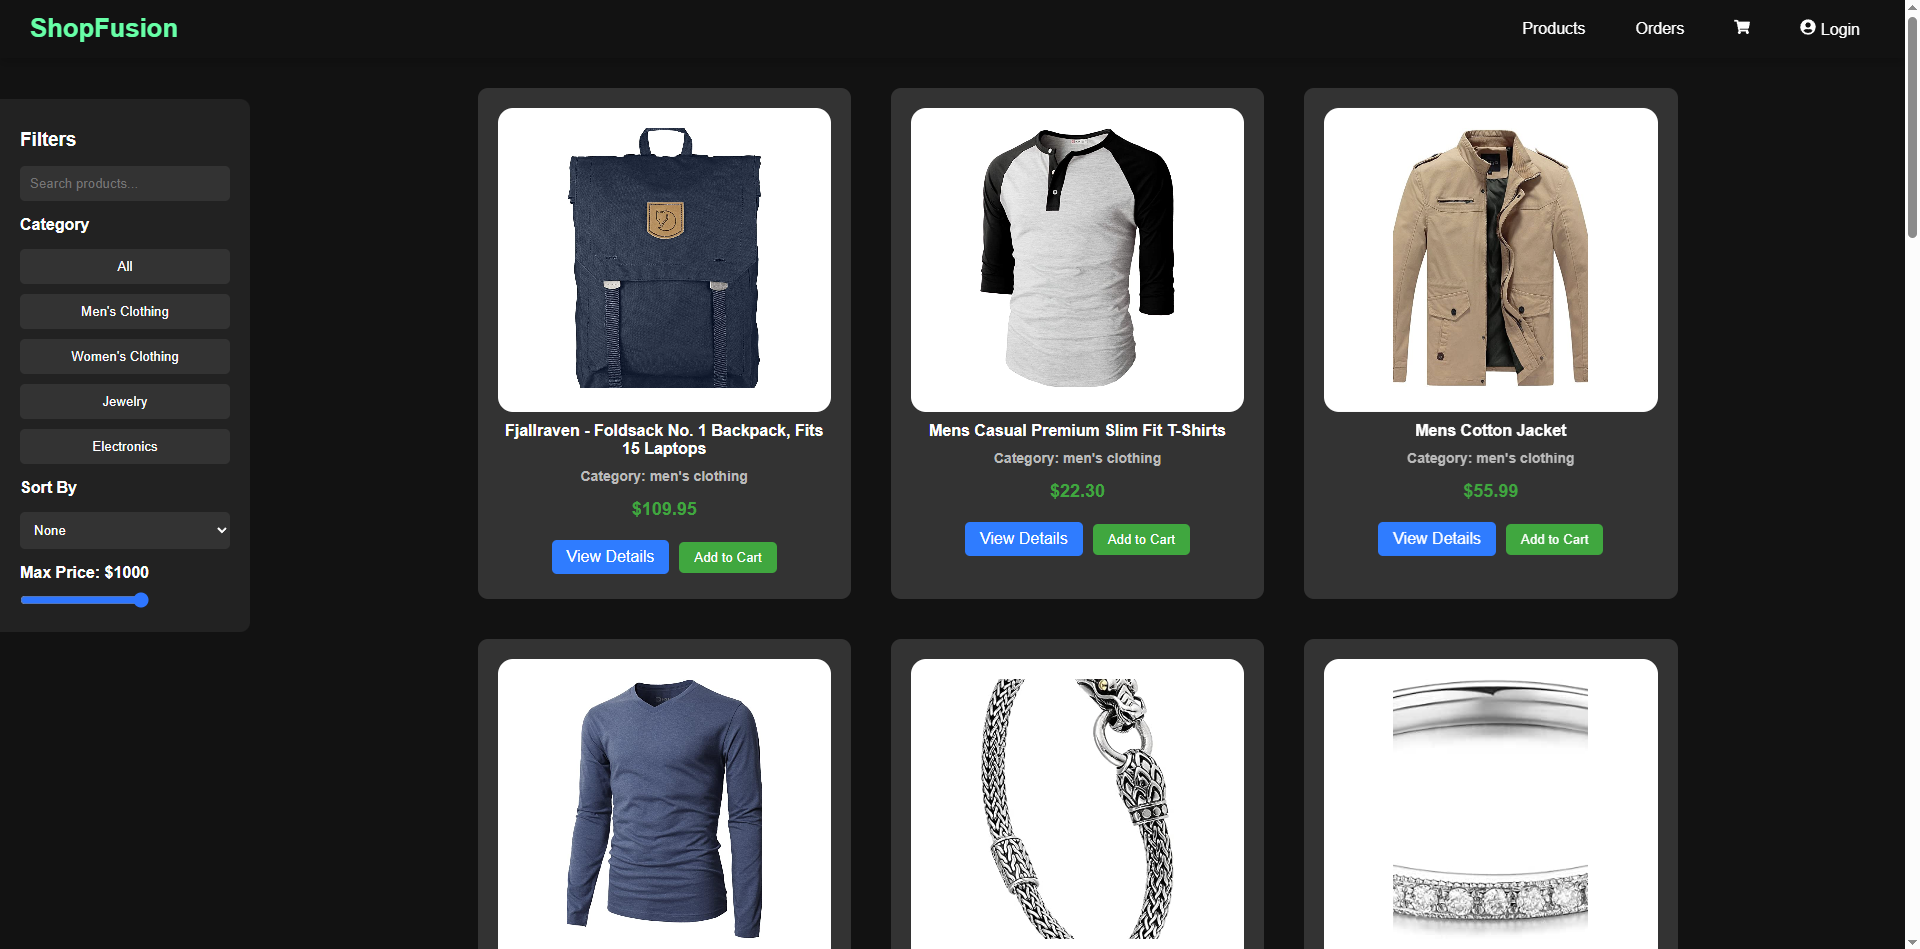 ShopFusion
Products
Orders
Login
Filters
Search products...
Category
All
Men's Clothing
Women's Clothing
Jewelry
Electronics
Sort By
None
Max Price: $1000
Fjallraven - Foldsack No. 1 Backpack, Fits
15 Laptops
Category: men's clothing
$109.95
View Details
Add to Cart
Mens Casual Premium Slim Fit T-Shirts
Category: men's clothing
$22.30
View Details
Add to Cart
Mens Cotton Jacket
Category: men's clothing
$55.99
View Details
Add to Cart